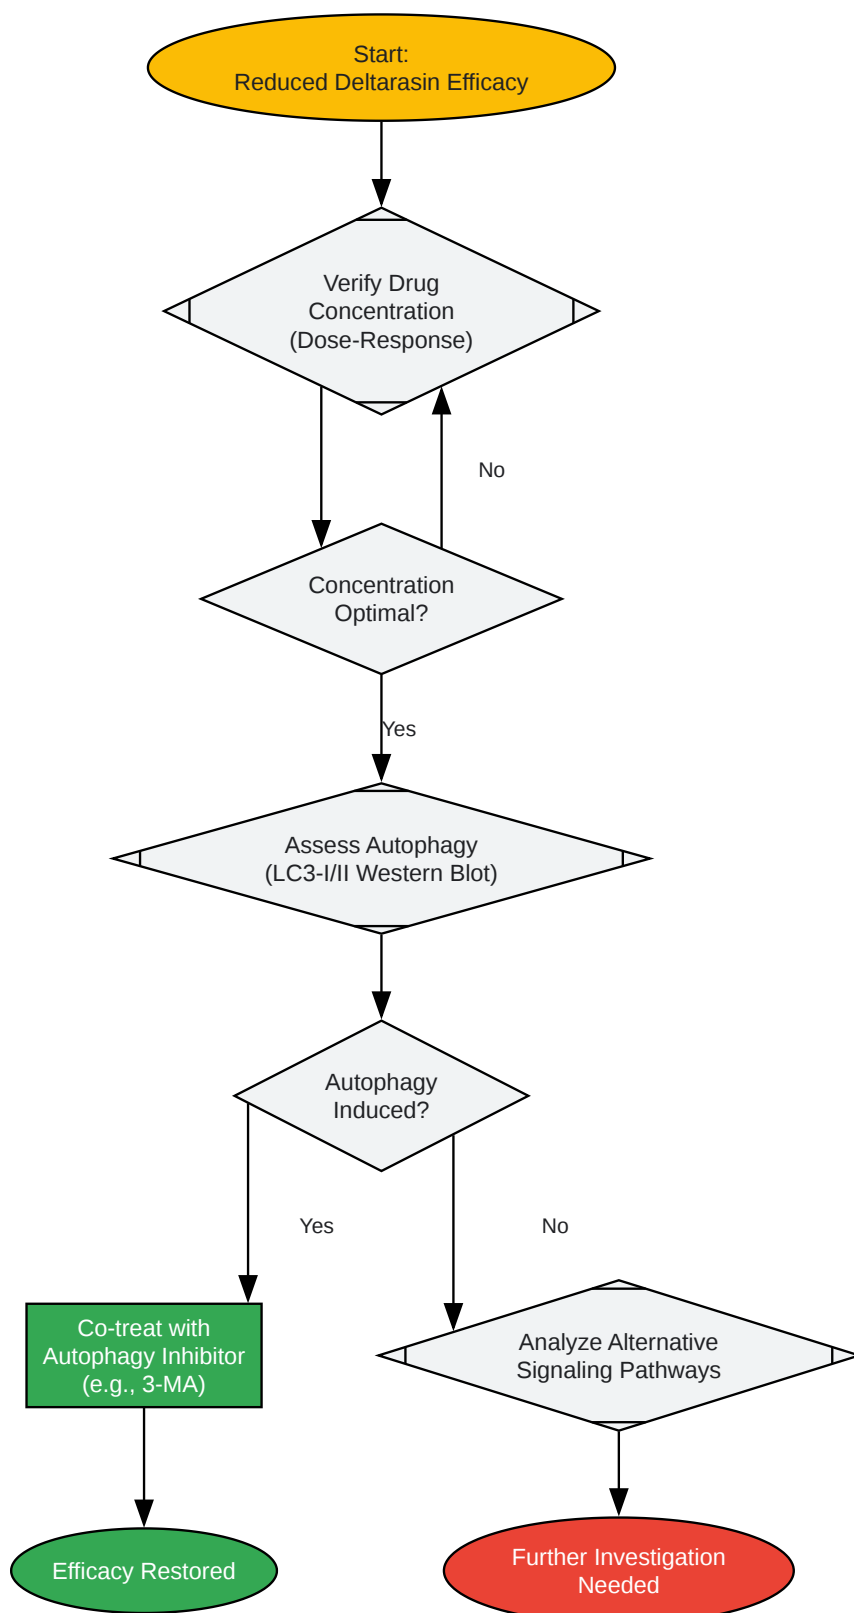 Start:
Reduced Deltarasin Efficacy
Verify Drug
Concentration
(Dose-Response)
No
Concentration
Optimal?
Yes
Assess Autophagy
(LC3-I/II Western Blot)
Autophagy
Induced?
Yes
No
Co-treat with
Autophagy Inhibitor
(e.g., 3-MA)
Analyze Alternative
Signaling Pathways
Efficacy Restored
Further Investigation
Needed